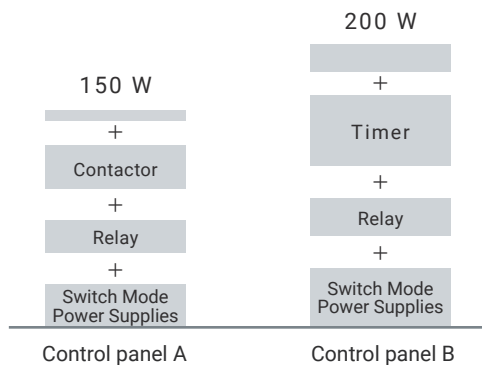 150 W
+
Contactor
+
Relay
+
Switch Mode
Power Supplies
Control panel A
200 W
+
Timer
+
Relay
+
Switch Mode
Power Supplies
Control panel B